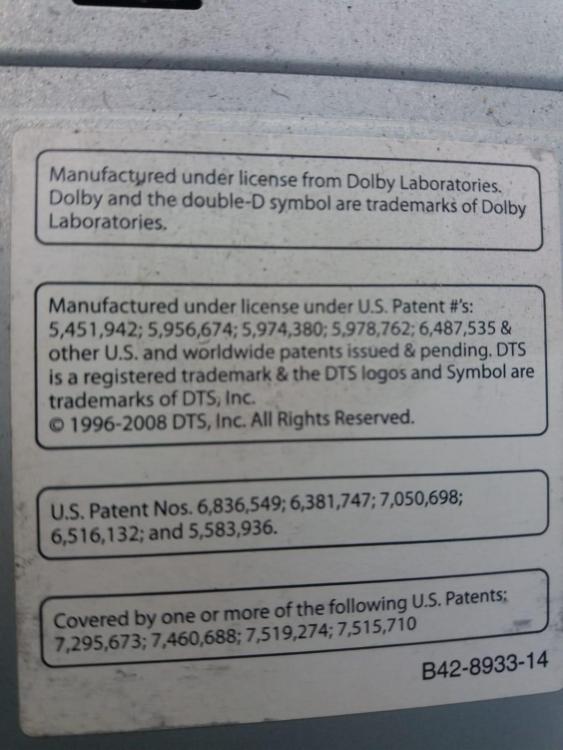 Manufactured under license from Dolby Laboratories.
Dolby and the double-D symbol are trademarks of Dolby
Laboratories.
Manufactured under license under U.S. Patent #'s:
5,451,942; 5,956,674; 5,974,380; 5,978,762; 6,487,535 &
other U.S. and worldwide patents issued & pending. DTS
is a registered trademark & the DTS logos and Symbol are
trademarks of DTS, Inc.
© 1996-2008 DTS, Inc. All Rights Reserved.
U.S. Patent Nos. 6,836,549; 6,381,747; 7,050,698;
6,516,132; and 5,583,936.
Covered by one or more of the following U.S. Patents:
7,295,673; 7,460,688; 7,519,274; 7,515,710
B42-8933-14